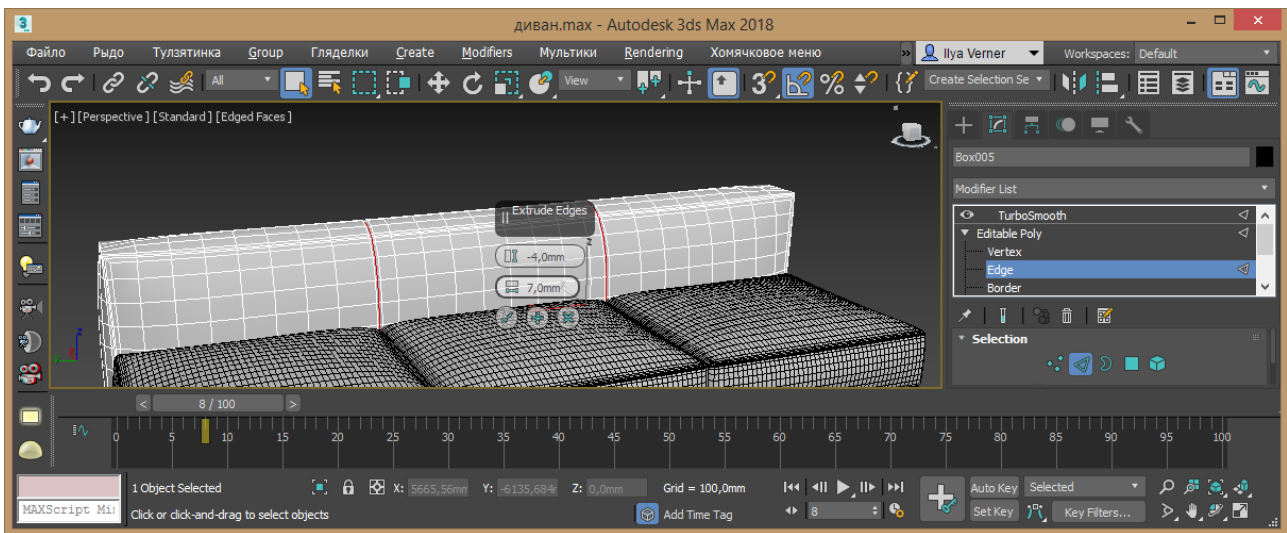 3
диван.max - Autodesk 3ds Max 2018
Файло Рыдо Тулзятинка Group Гляделки Create Modifiers Мультики Rendering Хомячковое меню » Ilya Verner Workspaces: Default
All View 3 % Create Selection Se
[+] [Perspective] [Standard] [Edged Faces]
Box005
Modifier List
TurboSmooth
Editable Poly
Vertex
Edge
Border
Extrude Edges
-4,0mm
7,0mm
z
z
y
Selection
< 8 / 100 >
0 5 10 15 20 25 30 35 40 45 50 55 60 65 70 75 80 85 90 95 100
1 Object Selected X: 5665,56mm Y: -6135,684r Z: 0,0mm Grid = 100,0mm Auto Key Selected
MAXScript Mi Click or click-and-drag to select objects Add Time Tag 8 Set Key Key Filters...